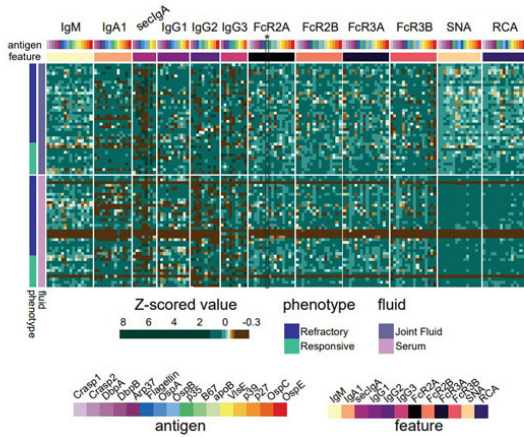 IgM IgA1 secIgA IgG1 IgG2 IgG3 FcR2A FcR2B FcR3A FcR3B SNA RCA
*
antigen
feature
phenotype fluid
Z-scored value phenotype fluid
8 6 4 2 0 -0.3
Refractory Joint Fluid
Responsive Serum
Crasp1 Crasp2 DbpA DbpB Arp37 Flagellin OspA OspB p35 B67 apoB p39 p27 OspC OspE
IgM IgA1 secIgA IgG1 IgG2 IgG3 FcR2A FcR2B FcR3A FcR3B SNA RCA
antigen feature